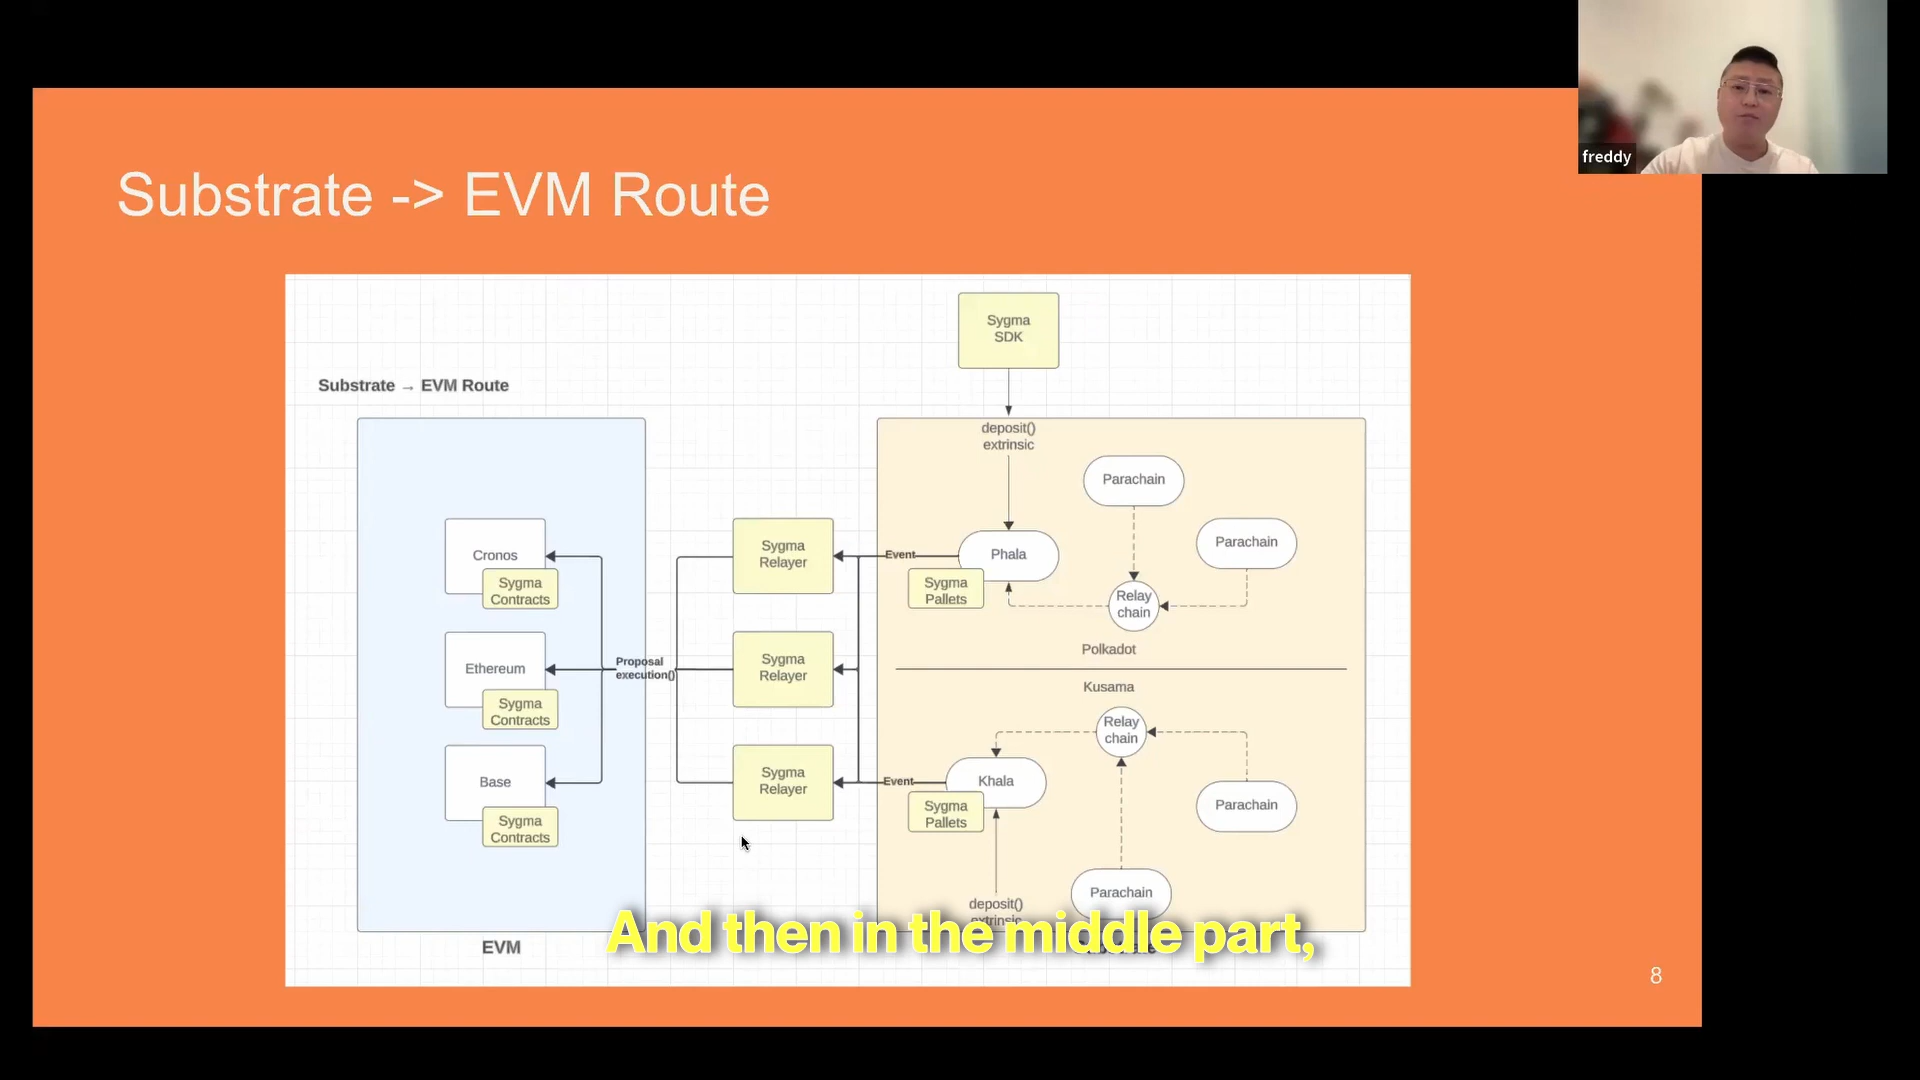 freddy
Substrate -> EVM Route
Sygma
SDK
Substrate → EVM Route
deposit()
extrinsic
Parachain
Parachain
Cronos
Sygma
Contracts
Sygma
Relayer
Event
Phala
Sygma
Pallets
Relay
chain
Polkadot
Ethereum
Sygma
Contracts
Proposal
execution()
Sygma
Relayer
Kusama
Relay
chain
Base
Sygma
Contracts
Sygma
Relayer
Event
Khala
Sygma
Pallets
Parachain
Parachain
deposit()
extrinsic
EVM
And then in the middle part,
8